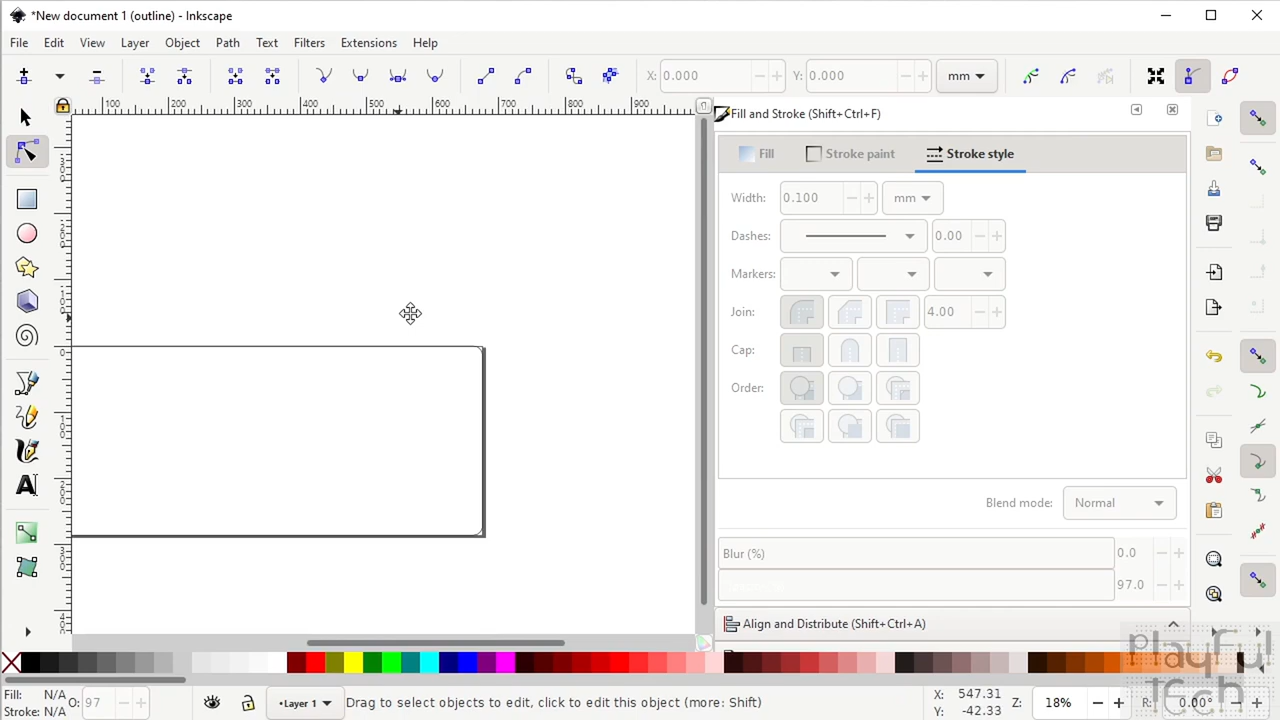 *New document 1 (outline) - Inkscape
File Edit View Layer Object Path Text Filters Extensions Help
X: 0.000 Y: 0.000 mm
100 200 300 400 500 600 700 800 900
Fill and Stroke (Shift+Ctrl+F)
Fill Stroke paint Stroke style
Width: 0.100 mm
Dashes: 0.00
Markers:
Join: 4.00
Cap:
Order:
Blend mode: Normal
Blur (%) 0.0
97.0
Align and Distribute (Shift+Ctrl+A)
playful tech
Fill: N/A
Stroke: N/A
O: 97
•Layer 1
Drag to select object to edit, click to edit this object (more: Shift)
X: 547.31
Y: -42.33
Z: 18%
R: 0.00°